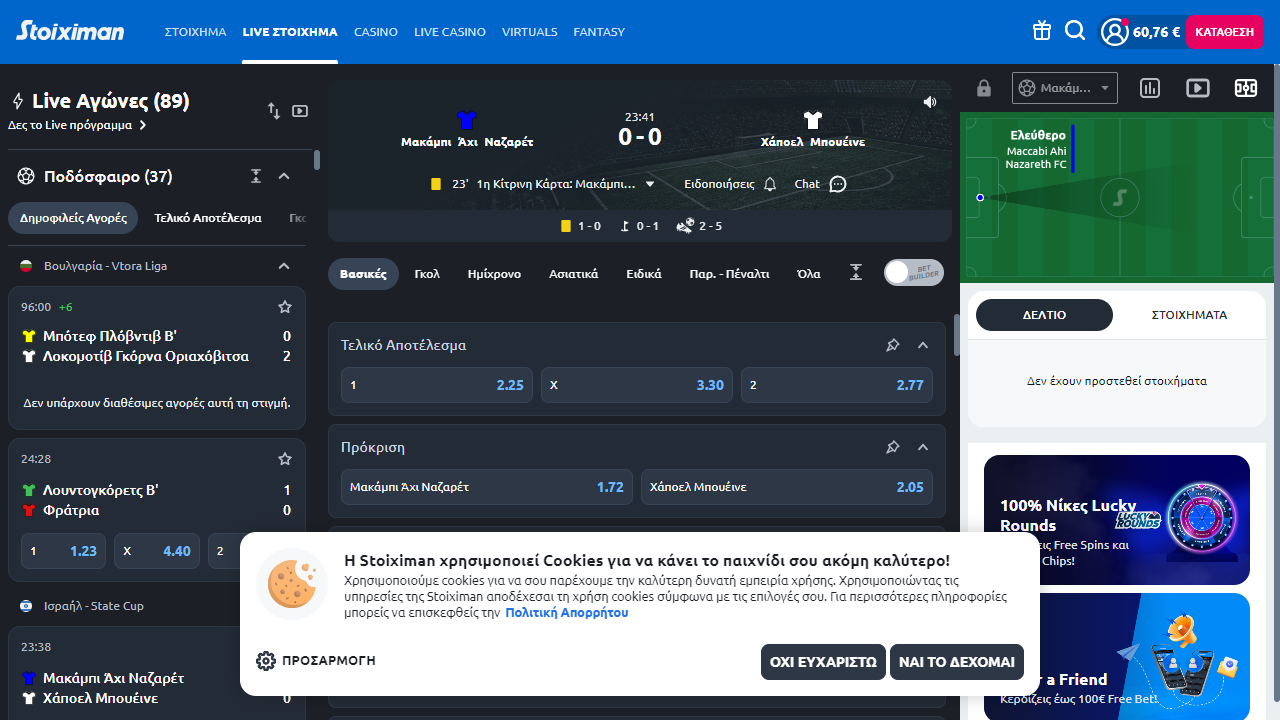 Stoiximan
ΣΤΟΙΧΗΜΑ
LIVE ΣΤΟΙΧΗΜΑ
CASINO
LIVE CASINO
VIRTUALS
FANTASY
60,76 €
ΚΑΤΑΘΕΣΗ
Live Αγώνες (89)
Δες το Live πρόγραμμα
Ποδόσφαιρο (37)
Δημοφιλείς Αγορές
Τελικό Αποτέλεσμα
Βουλγαρία - Vtora Liga
96:00 +6
Μπότεφ Πλόβντιβ Β' 0
Λοκομοτίβ Γκόρνα Οριαχόβιτσα 2
Δεν υπάρχουν διαθέσιμες αγορές αυτή τη στιγμή.
24:28
Λουντογκόρετς Β' 1
Φράτρια 0
1 1.23
X 4.40
2
Ισραήλ - State Cup
23:38
Μακάμπι Άχι Ναζαρέτ
Χάποελ Μπουέινε 0
23:41
0 - 0
Μακάμπι Άχι Ναζαρέτ
Χάποελ Μπουέινε
23' 1η Κίτρινη Κάρτα: Μακάμπι...
Ειδοποιήσεις
Chat
1 - 0
0 - 1
2 - 5
Βασικές
Γκολ
Ημίχρονο
Ασιατικά
Ειδικά
Παρ. - Πέναλτι
Όλα
BET BUILDER
Τελικό Αποτέλεσμα
1 2.25
X 3.30
2 2.77
Πρόκριση
Μακάμπι Άχι Ναζαρέτ 1.72
Χάποελ Μπουέινε 2.05
Μακάμ...
Ελεύθερο
Maccabi Ahi
Nazareth FC
ΔΕΛΤΙΟ
ΣΤΟΙΧΗΜΑΤΑ
Δεν έχουν προστεθεί στοιχήματα
100% Νίκες Lucky
Rounds
LUCKY ROUNDS
Free Spins και
Chips!
a Friend
Κερδίζεις έως 100€ Free Bet!
Η Stoiximan χρησιμοποιεί Cookies για να κάνει το παιχνίδι σου ακόμη καλύτερο!
Χρησιμοποιούμε cookies για να σου παρέχουμε την καλύτερη δυνατή εμπειρία χρήσης. Χρησιμοποιώντας τις
υπηρεσίες της Stoiximan αποδέχεσαι τη χρήση cookies σύμφωνα με τις επιλογές σου. Για περισσότερες πληροφορίες
μπορείς να επισκεφθείς την Πολιτική Απορρήτου
ΠΡΟΣΑΡΜΟΓΗ
ΟΧΙ ΕΥΧΑΡΙΣΤΩ
ΝΑΙ ΤΟ ΔΕΧΟΜΑΙ